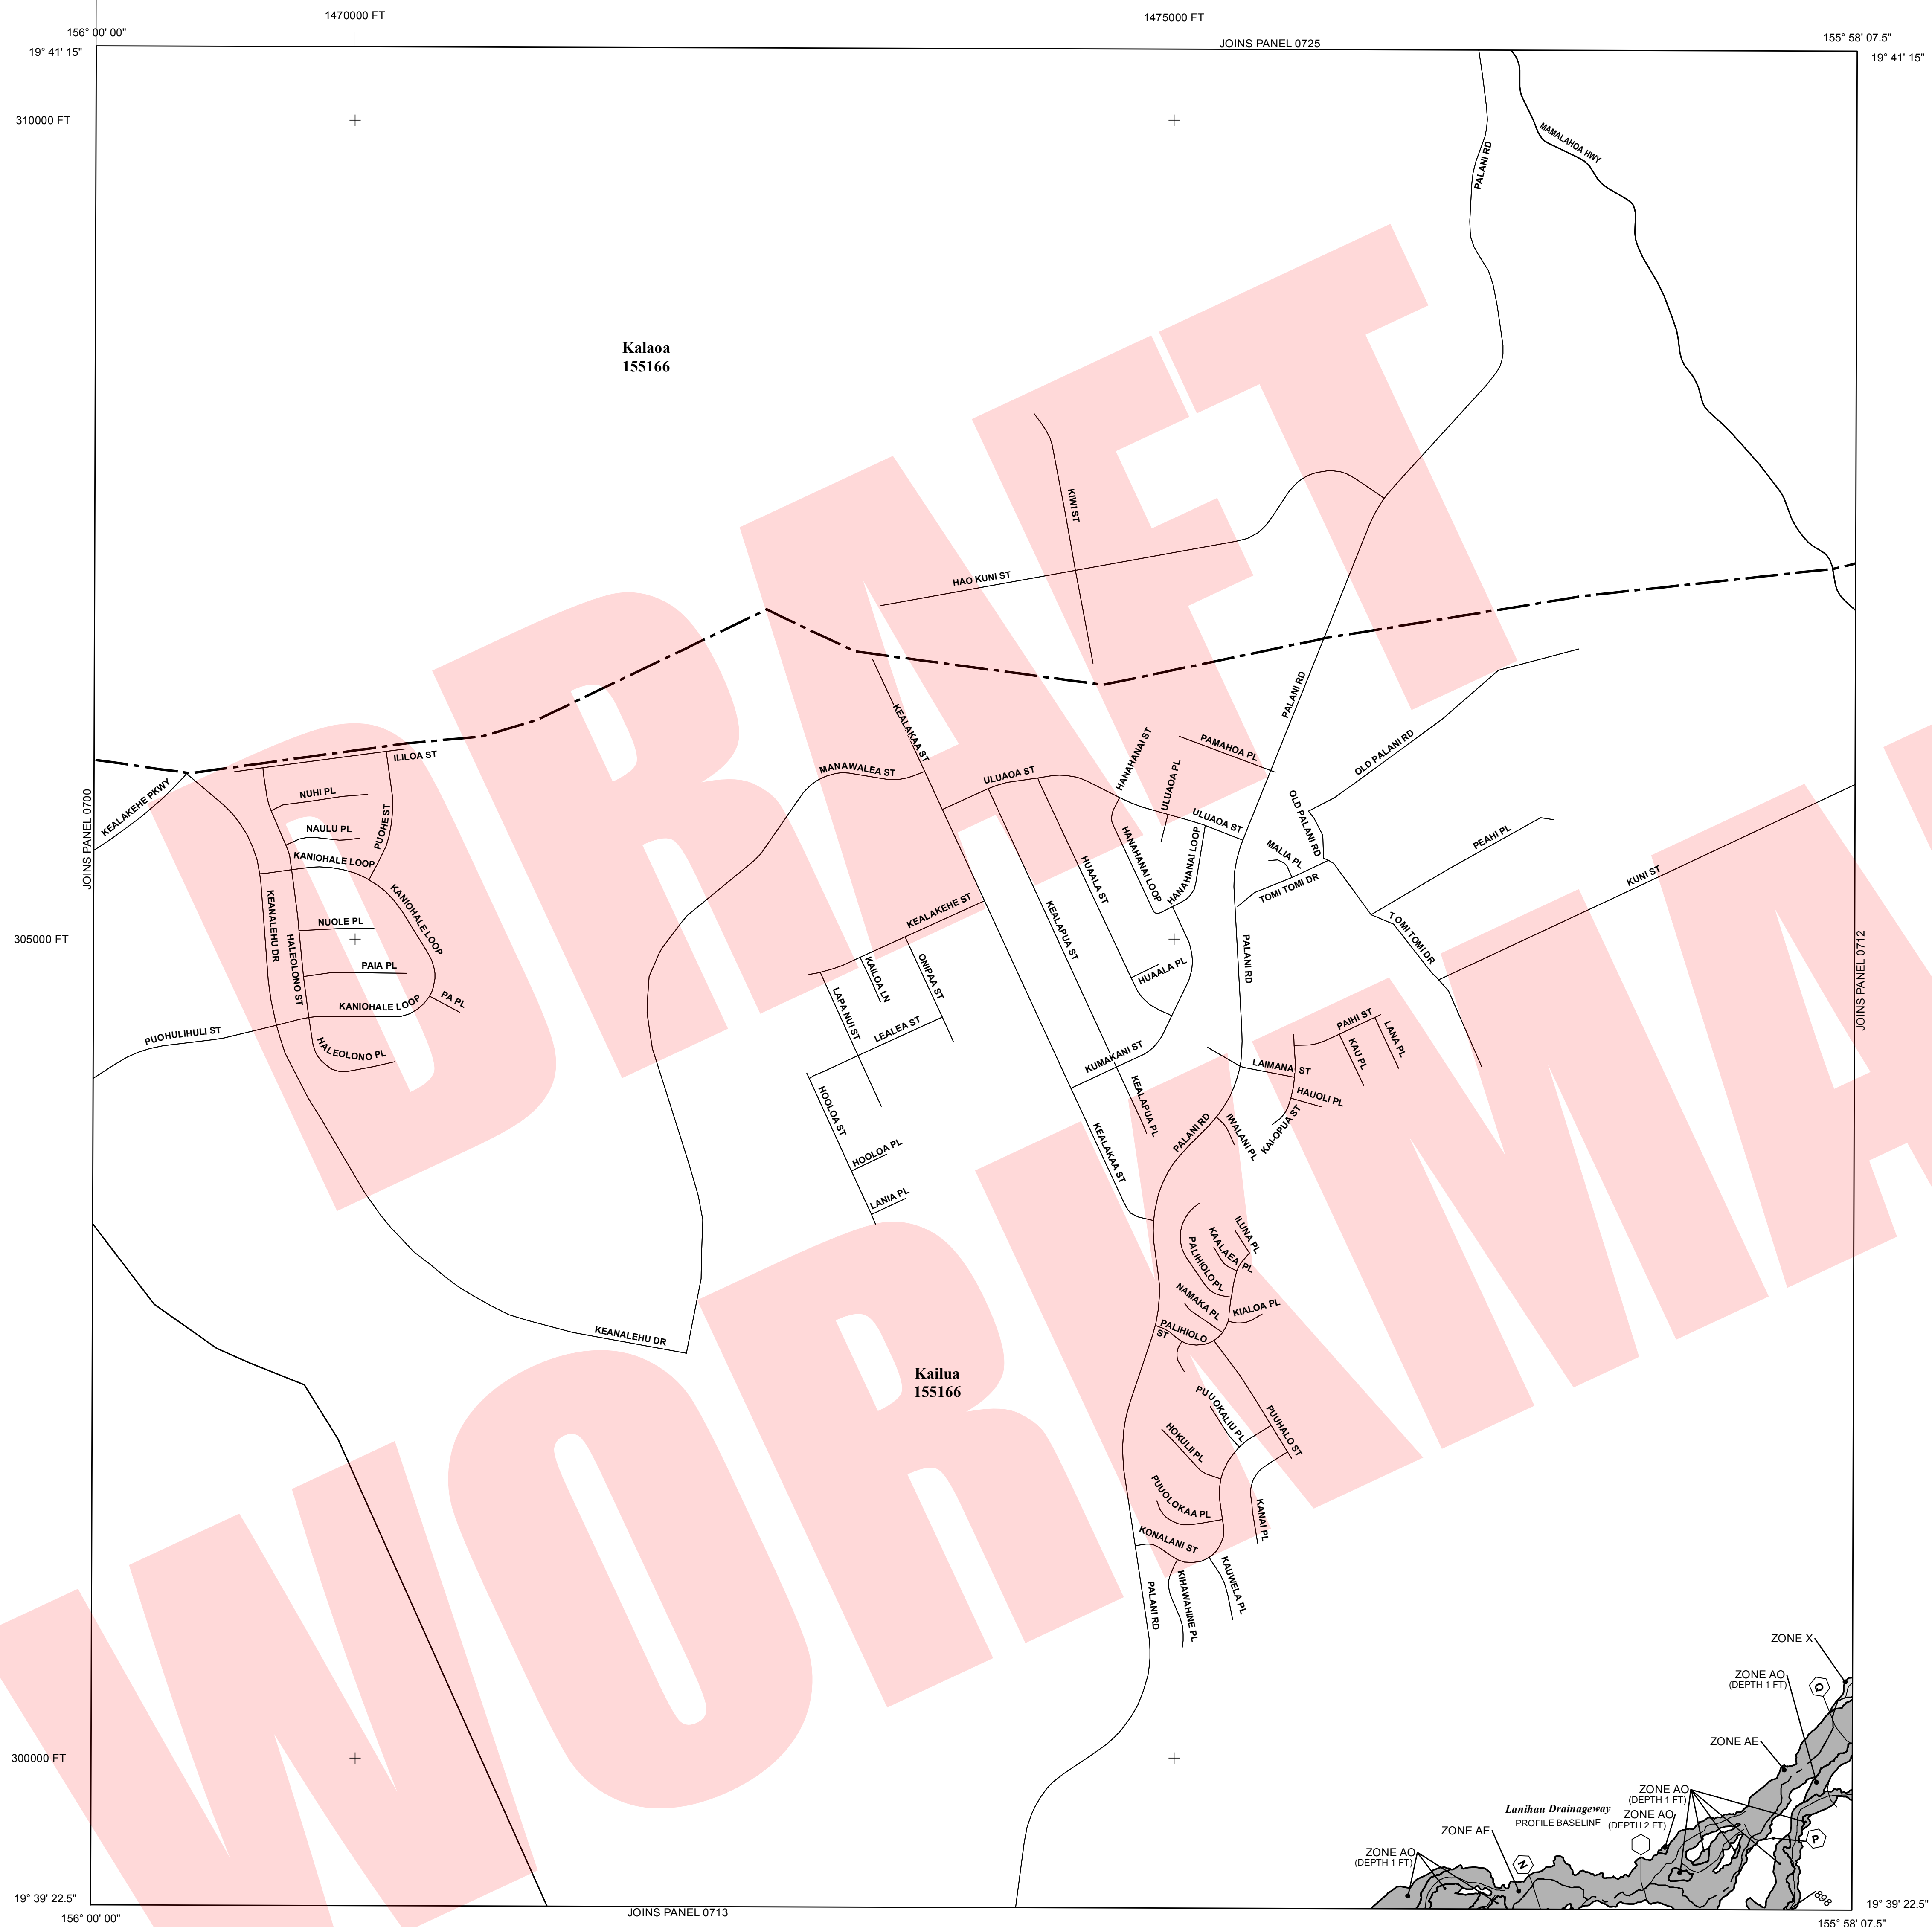 1470000 FT
1475000 FT
156° 00' 00"
155° 58' 07.5"
19° 41' 15"
JOINS PANEL 0725
19° 41' 15"
310000 FT
MAMALAHOA HWY
PALANI RD
Kalaoa
155166
KIWI ST
HAO KUNI ST
PALANI RD
KEALAKAA ST
HANAHANAI ST
PAMAHOA PL
OLD PALANI RD
ILILOA ST
MANAWALEA ST
ULUAOA ST
ULUAOA PL
KEALAKEHE PKWY
NUHI PL
PUOHE ST
NAULU PL
KANIOHALE LOOP
JOINS PANEL 0700
ULUAOA ST
OLD PALANI RD
HANAHANAI LOOP
HANAHANAI LOOP
MALIA PL
PEAHI PL
TOMI TOMI DR
KUNI ST
HUAALA ST
KEANALEHU DR
KANIOHALE LOOP
NUOLE PL
KEALAKEHE ST
KEALAPUA ST
TOMI TOMI DR
305000 FT
HALEOLONO ST
PAIA PL
KAILOA LN
ONIPAA ST
HUAALA PL
PALANI RD
JOINS PANEL 0712
KANIOHALE LOOP
PA PL
LAPA NUI ST
LEALEA ST
PUOHULIHULI ST
HALEOLONO PL
KUMAKANI ST
PAIHI ST
KAU PL
LANA PL
LAIMANA ST
HAUOLI PL
HOOLOA ST
KEALAPUA PL
PALANI RD
IWALANI PL
KAI-OPUA ST
HOOLOA PL
KEALAKAA ST
LANIA PL
ILUNA PL
KAALAEA PL
PALIHIOLO PL
NAMAKA PL
KIALOA PL
KEANALEHU DR
PALIHIOLO
ST
Kailua
155166
PUUOKALIU PL
PUUHALO ST
HOKULII PL
PUUOLOKAA PL
KANAI PL
KONALANI ST
KAUWELA PL
KIHAWAHINE PL
PALANI RD
ZONE X
ZONE AO
(DEPTH 1 FT)
Q
ZONE AE
300000 FT
ZONE AO
(DEPTH 1 FT)
Lanihau Drainageway
PROFILE BASELINE
ZONE AO
(DEPTH 2 FT)
ZONE AE
P
ZONE AO
(DEPTH 1 FT)
N
898
19° 39' 22.5"
19° 39' 22.5"
JOINS PANEL 0713
156° 00' 00"
155° 58' 07.5"
DRAFT
WORK MA